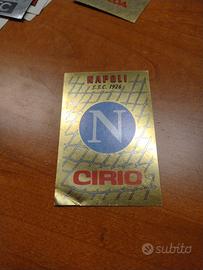 NAPOLI
S.S.C. 1926
N
CIRIO
subito